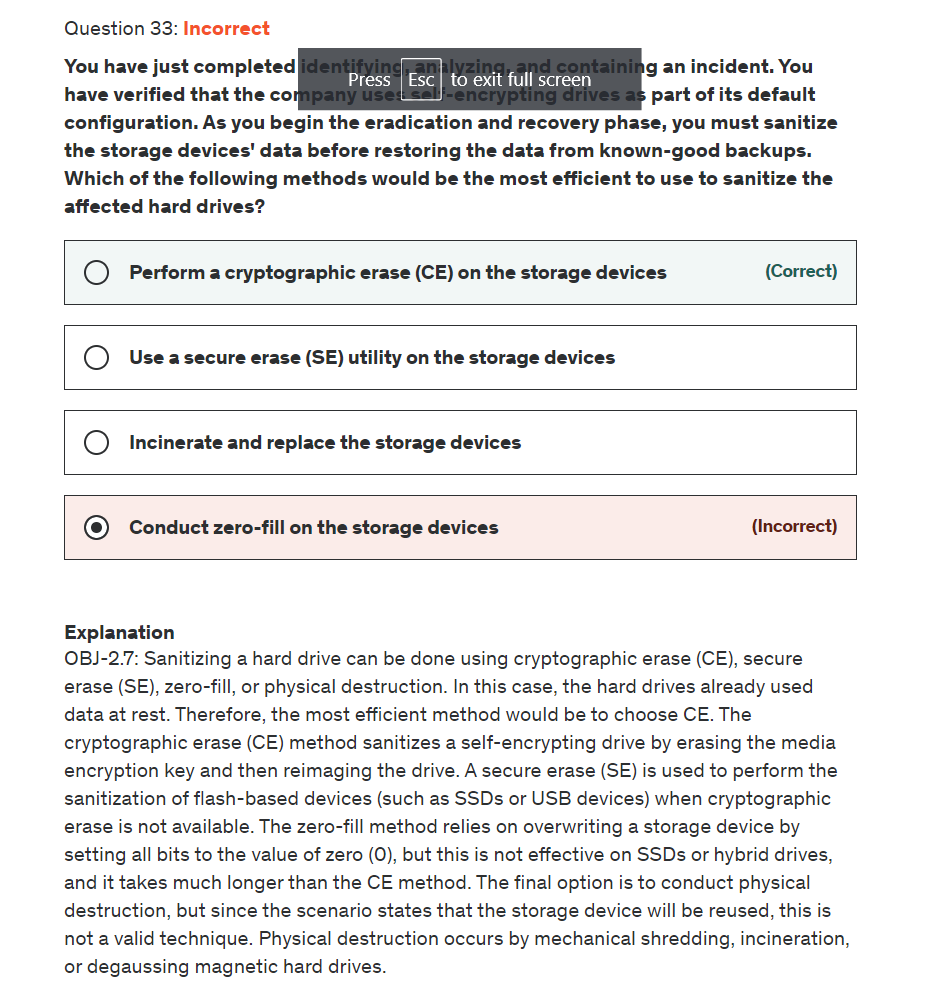 Question 33: Incorrect
You have just completed identifying, analyzing, and containing an incident. You
have verified that the company uses self-encrypting drives as part of its default
configuration. As you begin the eradication and recovery phase, you must sanitize
the storage devices' data before restoring the data from known-good backups.
Which of the following methods would be the most efficient to use to sanitize the
affected hard drives?
Press Esc to exit full screen
Perform a cryptographic erase (CE) on the storage devices (Correct)
Use a secure erase (SE) utility on the storage devices
Incinerate and replace the storage devices
Conduct zero-fill on the storage devices (Incorrect)
Explanation
OBJ-2.7: Sanitizing a hard drive can be done using cryptographic erase (CE), secure
erase (SE), zero-fill, or physical destruction. In this case, the hard drives already used
data at rest. Therefore, the most efficient method would be to choose CE. The
cryptographic erase (CE) method sanitizes a self-encrypting drive by erasing the media
encryption key and then reimaging the drive. A secure erase (SE) is used to perform the
sanitization of flash-based devices (such as SSDs or USB devices) when cryptographic
erase is not available. The zero-fill method relies on overwriting a storage device by
setting all bits to the value of zero (0), but this is not effective on SSDs or hybrid drives,
and it takes much longer than the CE method. The final option is to conduct physical
destruction, but since the scenario states that the storage device will be reused, this is
not a valid technique. Physical destruction occurs by mechanical shredding, incineration,
or degaussing magnetic hard drives.